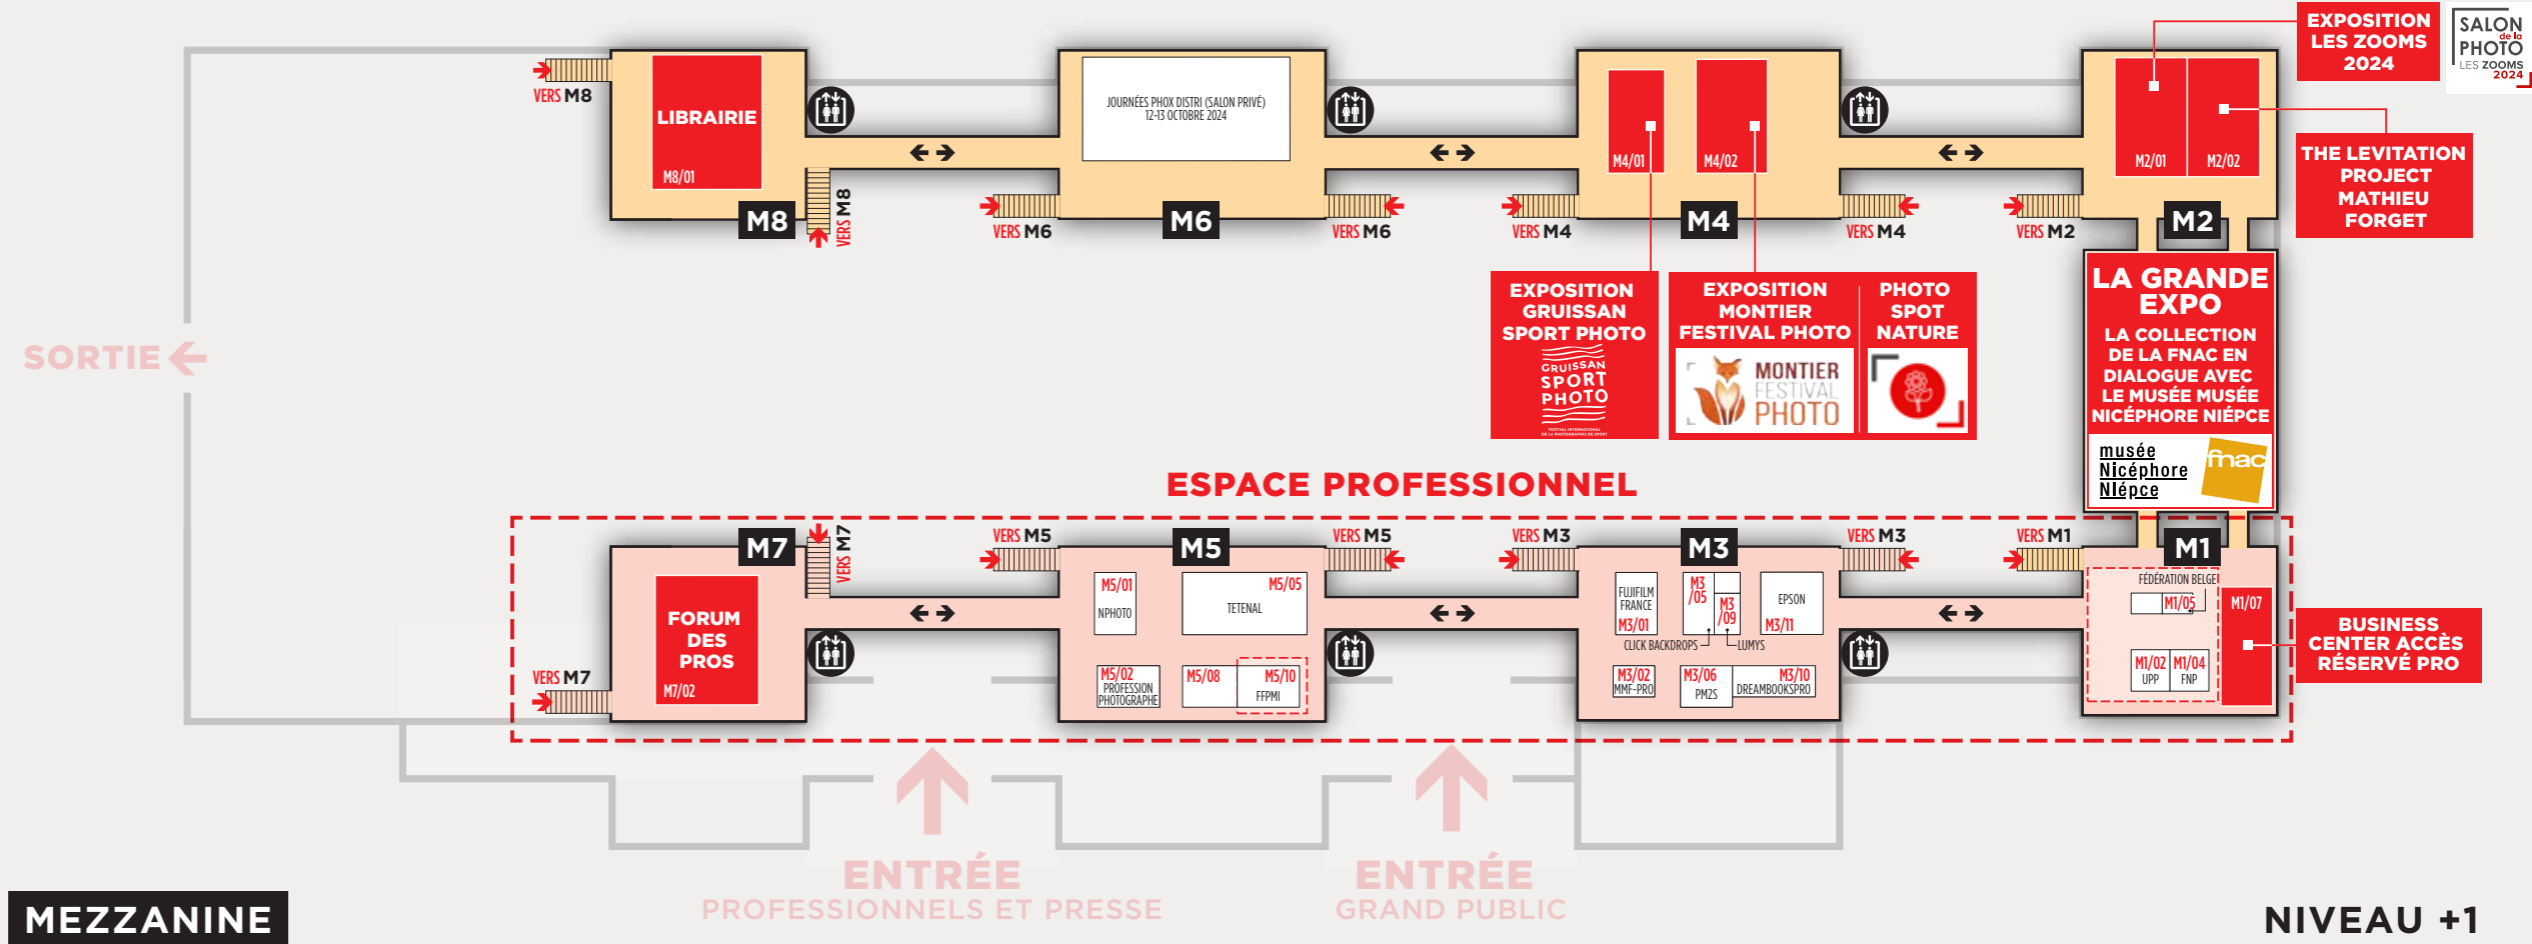 EXPOSITION
LES ZOOMS
2024
SALON
de la
PHOTO
LES ZOOMS
2024
VERS M8
LIBRAIRIE
M8/01
M8
VERS M8
JOURNÉES PHOX DISTRI (SALON PRIVÉ)
12-13 OCTOBRE 2024
VERS M6
M6
VERS M6
M4/01
M4/02
VERS M4
M4
VERS M4
M2/01
M2/02
VERS M2
M2
THE LEVITATION
PROJECT
MATHIEU
FORGET
EXPOSITION
GRUISSAN
SPORT PHOTO
GRUISSAN
SPORT
PHOTO
FESTIVAL INTERNATIONAL
DE LA PHOTOGRAPHIE DE SPORT
EXPOSITION
MONTIER
FESTIVAL PHOTO
MONTIER
FESTIVAL
PHOTO
PHOTO
SPOT
NATURE
LA GRANDE
EXPO
LA COLLECTION
DE LA FNAC EN
DIALOGUE AVEC
LE MUSÉE MUSÉE
NICÉPHORE NIÉPCE
musée
Nicéphore
NIépce
fnac
SORTIE
ESPACE PROFESSIONNEL
M7
VERS M7
FORUM
DES
PROS
M7/02
VERS M7
VERS M5
M5
VERS M5
M5/01
NPHOTO
M5/05
TETENAL
M5/02
PROFESSION
PHOTOGRAPHE
M5/08
M5/10
FFPMI
VERS M3
M3
VERS M3
FUJIFILM
FRANCE
M3/01
M3
/05
M3
/09
EPSON
M3/11
CLICK BACKDROPS
LUMYS
M3/02
MMF-PRO
M3/06
PM2S
M3/10
DREAMBOOKSPRO
VERS M1
M1
FÉDÉRATION BELGE
M1/05
M1/07
M1/02
UPP
M1/04
FNP
BUSINESS
CENTER ACCÈS
RÉSERVÉ PRO
ENTRÉE
PROFESSIONNELS ET PRESSE
ENTRÉE
GRAND PUBLIC
MEZZANINE
NIVEAU +1